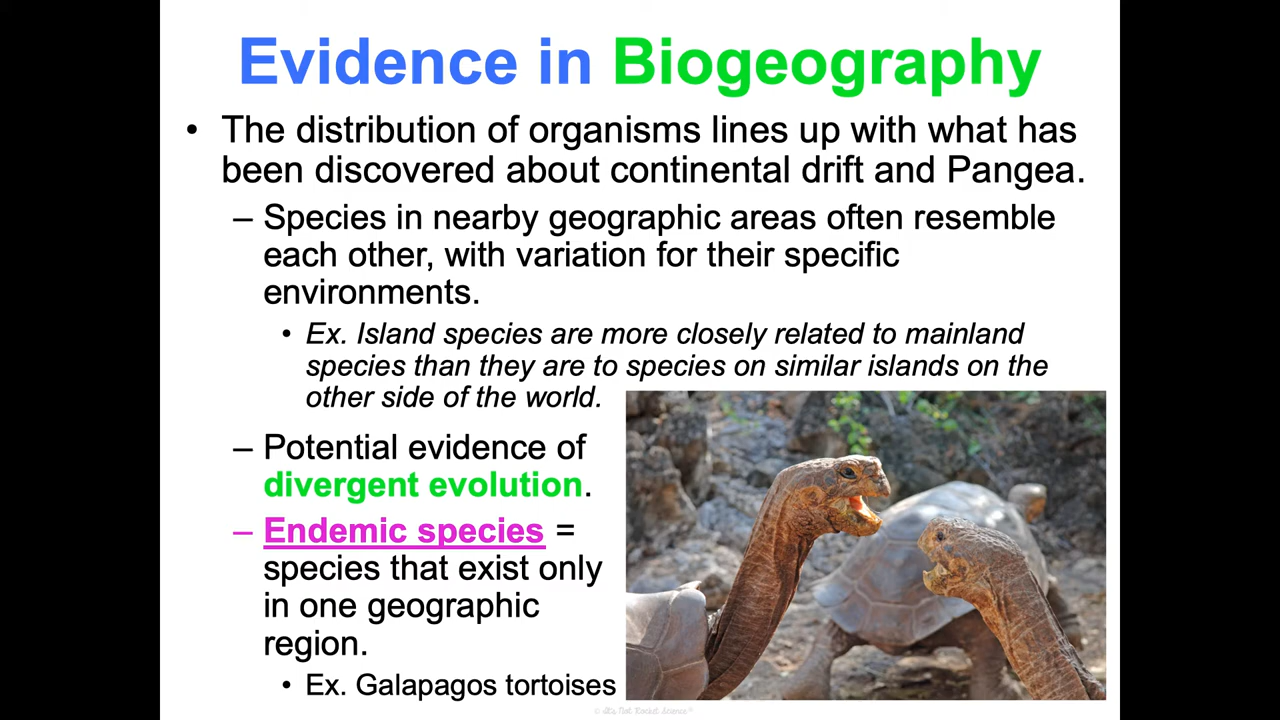 Evidence in Biogeography
• The distribution of organisms lines up with what has
been discovered about continental drift and Pangea.
– Species in nearby geographic areas often resemble
each other, with variation for their specific
environments.
• Ex. Island species are more closely related to mainland
species than they are to species on similar islands on the
other side of the world.
– Potential evidence of
divergent evolution.
– Endemic species =
species that exist only
in one geographic
region.
• Ex. Galapagos tortoises
© It's Not Rocket Science®